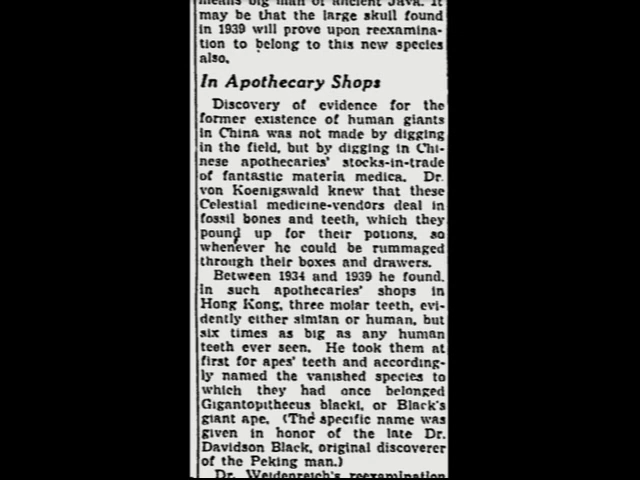 means big man of ancient Java. It
may be that the large skull found
in 1939 will prove upon reexamina-
tion to belong to this new species
also.
In Apothecary Shops
Discovery of evidence for the
former existence of human giants
in China was not made by digging
in the field, but by digging in Chi-
nese apothecaries' stocks-in-trade
of fantastic materia medica. Dr.
von Koenigswald knew that these
Celestial medicine-vendors deal in
fossil bones and teeth, which they
pound up for their potions, so
whenever he could be rummaged
through their boxes and drawers.
Between 1934 and 1939 he found,
in such apothecaries' shops in
Hong Kong, three molar teeth, evi-
dently either simian or human, but
six times as big as any human
teeth ever seen. He took them at
first for apes' teeth and according-
ly named the vanished species to
which they had once belonged
Gigantopithecus blacki, or Black's
giant ape. (The specific name was
given in honor of the late Dr.
Davidson Black, original discoverer
of the Peking man.)
Dr. Weidenreich's reexamination